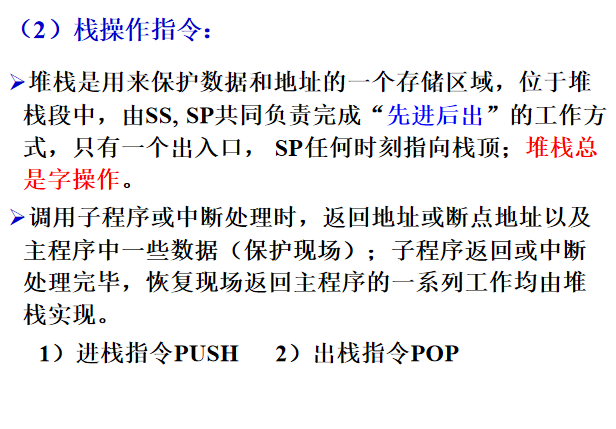 （2）栈操作指令：
➢堆栈是用来保护数据和地址的一个存储区域，位于堆
栈段中，由SS, SP共同负责完成“先进后出”的工作方
式，只有一个出入口， SP任何时刻指向栈顶；堆栈总
是字操作。
➢调用子程序或中断处理时，返回地址或断点地址以及
主程序中一些数据（保护现场）；子程序返回或中断
处理完毕，恢复现场返回主程序的一系列工作均由堆
栈实现。
1）进栈指令PUSH 2）出栈指令POP